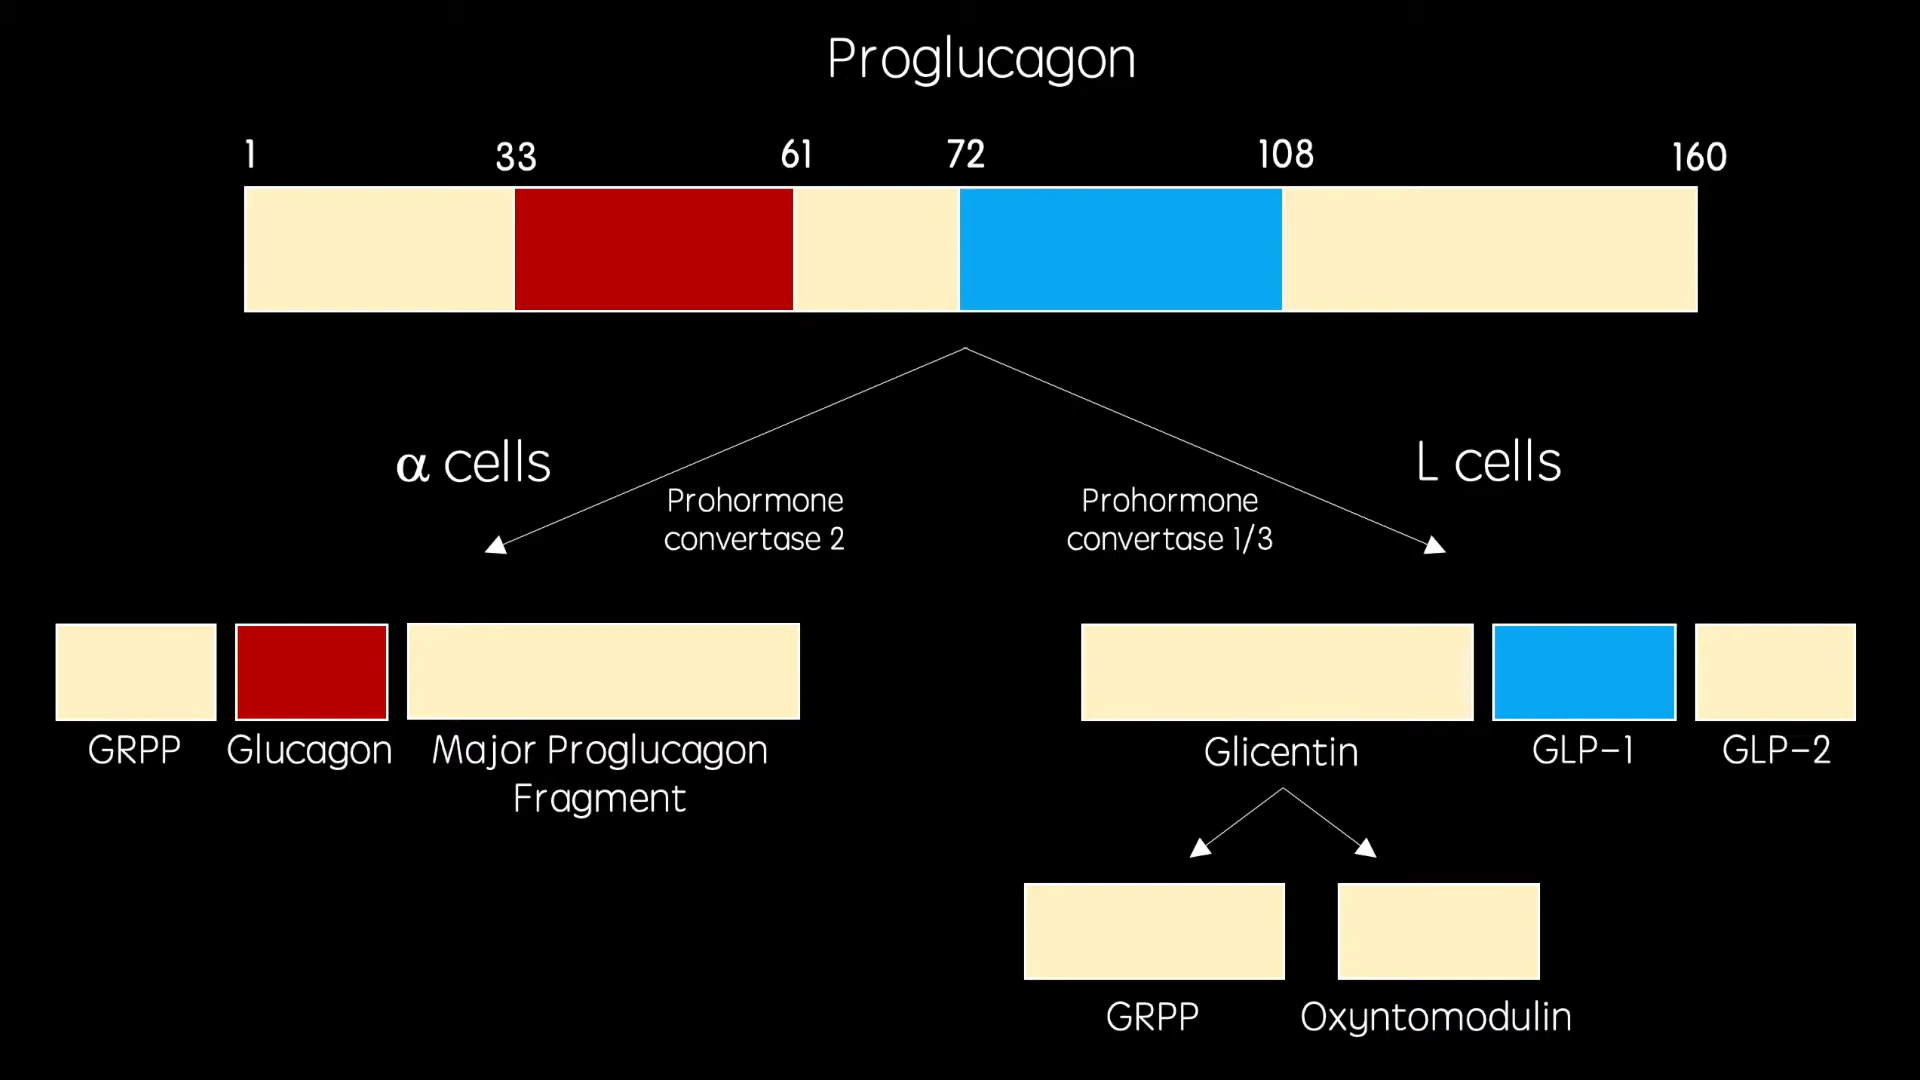 Proglucagon
1 33 61 72 108 160
α cells
L cells
Prohormone
convertase 2
Prohormone
convertase 1/3
GRPP
Glucagon
Major Proglucagon
Fragment
Glicentin
GLP-1
GLP-2
GRPP
Oxyntomodulin